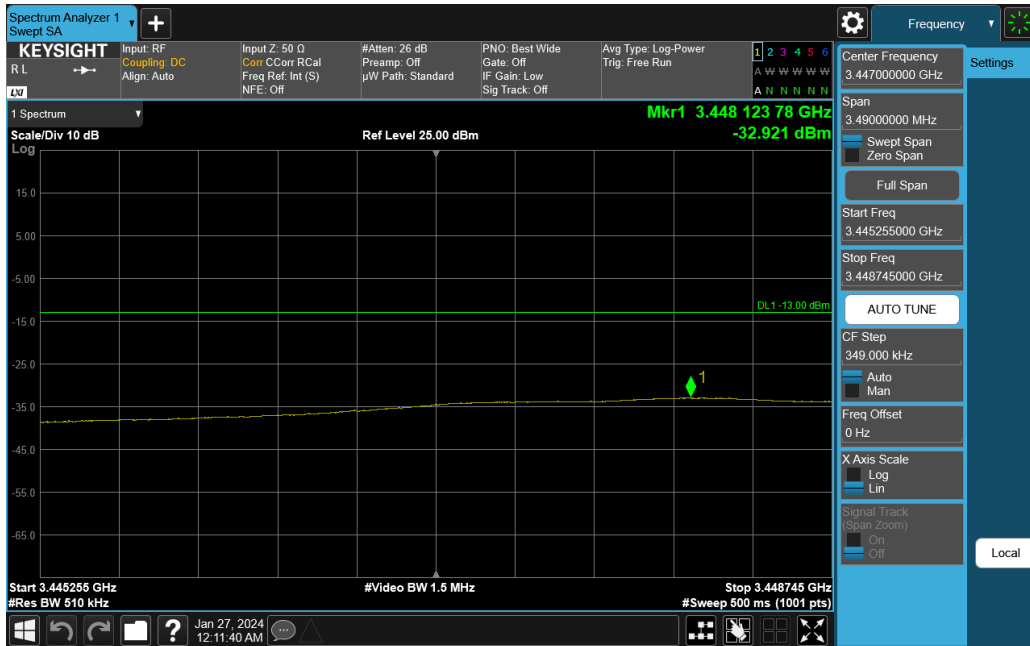 Spectrum Analyzer 1
Swept SA
Frequency
KEYSIGHT
R L
LXI
Input: RF
Coupling: DC
Align: Auto
Input Z: 50 Ω
Corr CCorr RCal
Freq Ref: Int (S)
NFE: Off
#Atten: 26 dB
Preamp: Off
µW Path: Standard
PNO: Best Wide
Gate: Off
IF Gain: Low
Sig Track: Off
Avg Type: Log-Power
Trig: Free Run
1 2 3 4 5 6
A W W W W W
A N N N N N
1 Spectrum
Mkr1 3.448 123 78 GHz
Scale/Div 10 dB
Ref Level 25.00 dBm
-32.921 dBm
Log
15.0
5.00
-5.00
DL1 -13.00 dBm
-15.0
-25.0
1
-35.0
-45.0
-55.0
-65.0
Start 3.445255 GHz
#Video BW 1.5 MHz
Stop 3.448745 GHz
#Res BW 510 kHz
#Sweep 500 ms (1001 pts)
Jan 27, 2024
12:11:40 AM
Center Frequency
3.447000000 GHz
Settings
Span
3.49000000 MHz
Swept Span
Zero Span
Full Span
Start Freq
3.445255000 GHz
Stop Freq
3.448745000 GHz
AUTO TUNE
CF Step
349.000 kHz
Auto
Man
Freq Offset
0 Hz
X Axis Scale
Log
Lin
Signal Track
(Span Zoom)
On
Off
Local